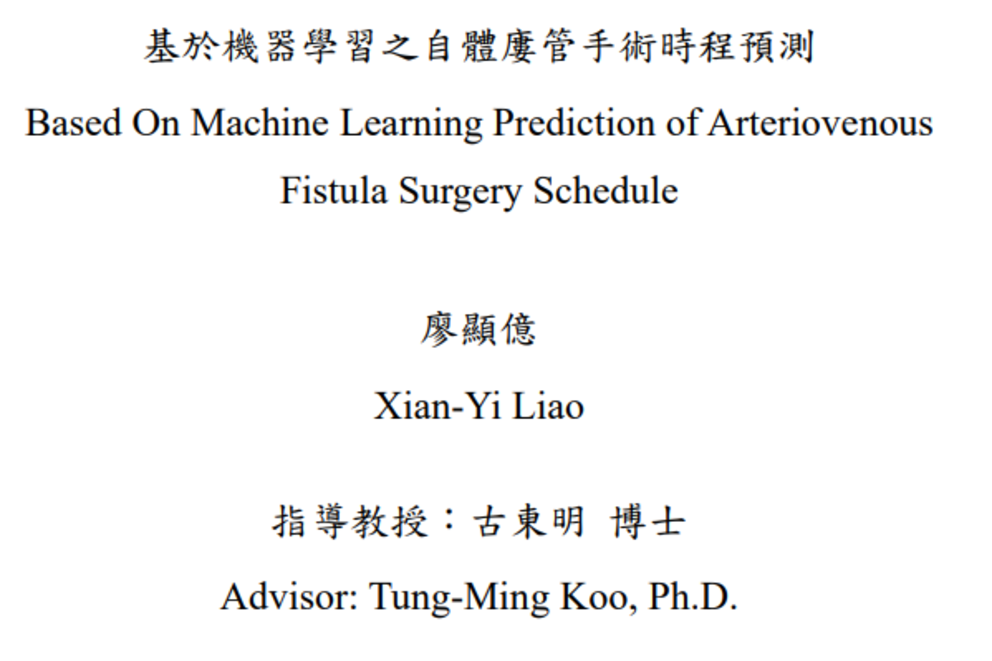 基於機器學習之自體廔管手術時程預測
Based On Machine Learning Prediction of Arteriovenous
Fistula Surgery Schedule
廖顯億
Xian-Yi Liao
指導教授：古東明 博士
Advisor: Tung-Ming Koo, Ph.D.